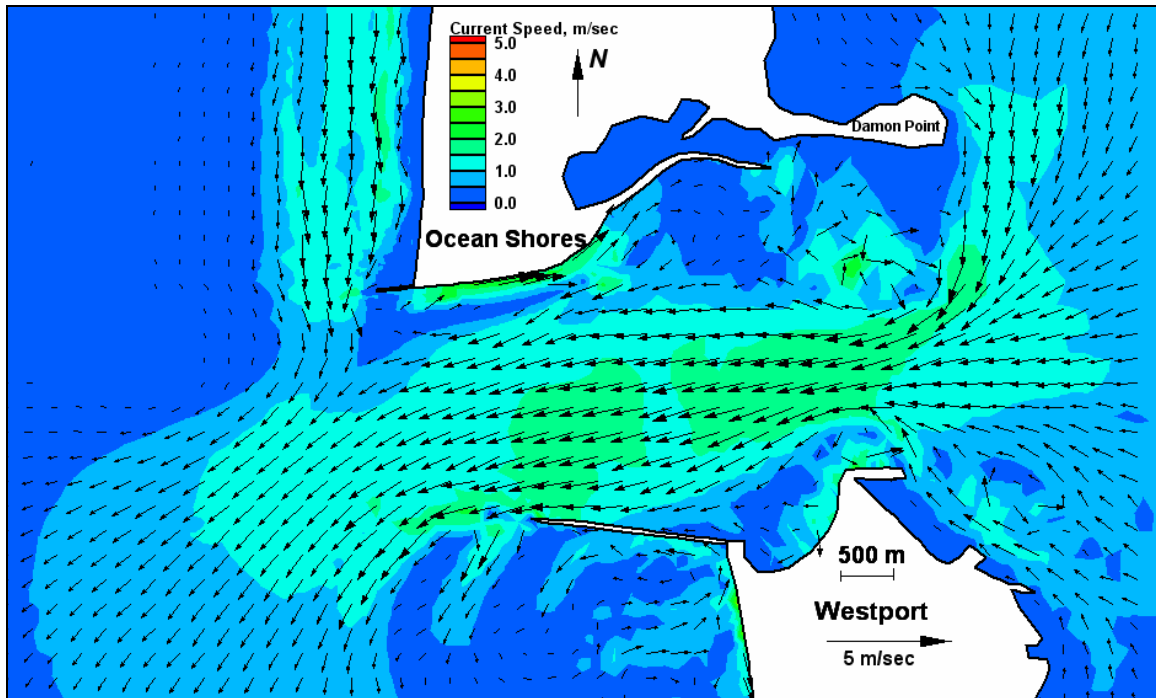 Current Speed, m/sec
5.0
4.0
3.0
2.0
1.0
0.0
N
Damon Point
Ocean Shores
500 m
Westport
5 m/sec